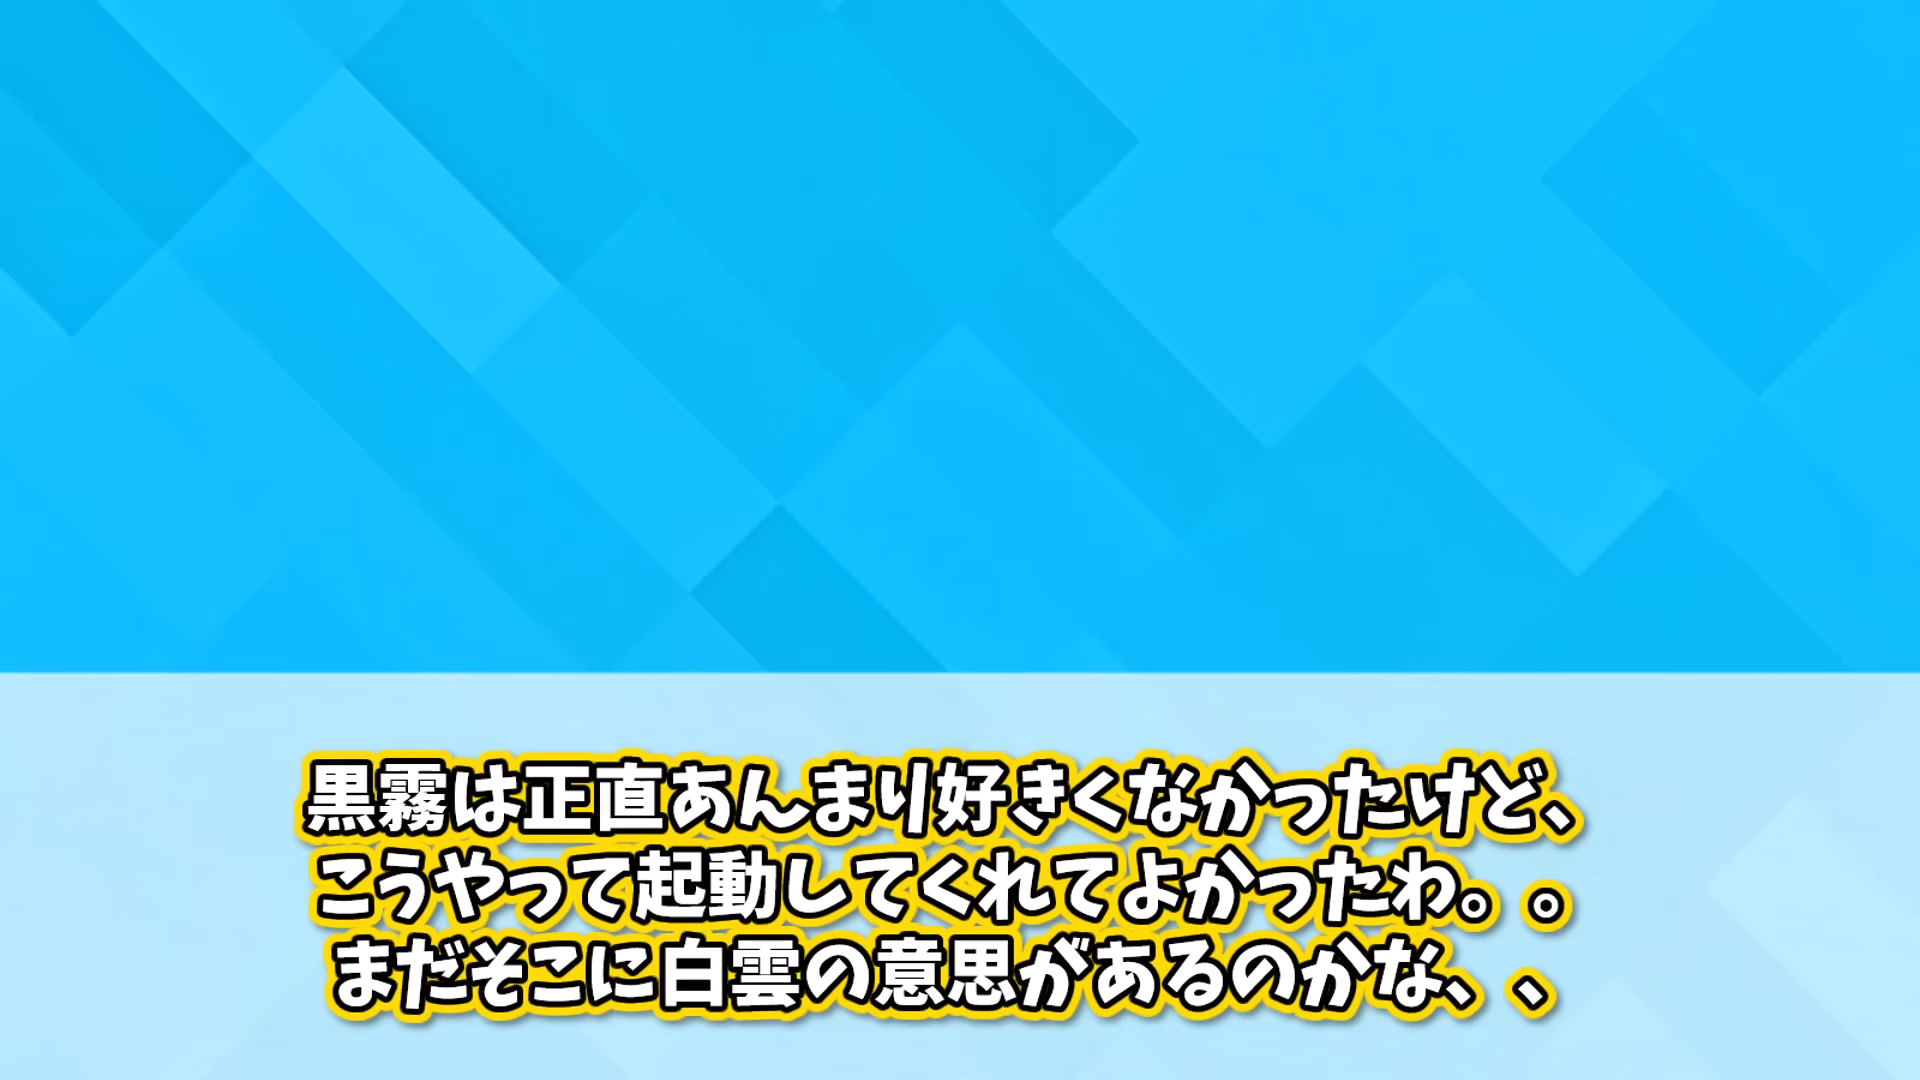 黒霧は正直あんまり好きくなかったけど、
こうやって起動してくれてよかったわ。。
まだそこに白雲の意思があるのかな、、